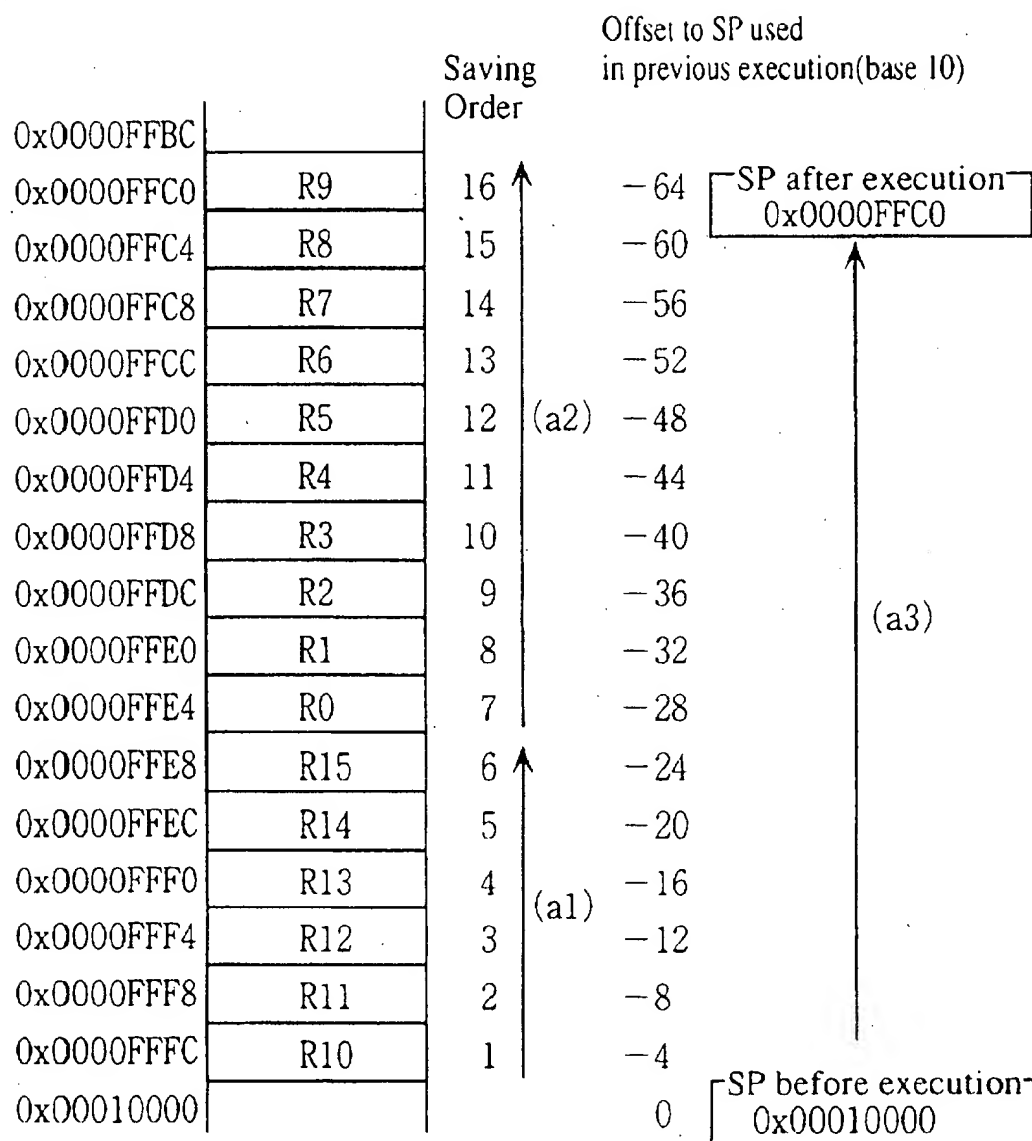 Offset to SP used
Saving in previous execution(base 10)
Order
0x0000FFBC
0x0000FFC0 R9 16 -64 SP after execution
0x0000FFC0
0x0000FFC4 R8 15 -60
0x0000FFC8 R7 14 -56
0x0000FFCC R6 13 -52
0x0000FFD0 R5 12 (a2) -48
0x0000FFD4 R4 11 -44
0x0000FFD8 R3 10 -40
0x0000FFDC R2 9 -36
(a3)
0x0000FFE0 R1 8 -32
0x0000FFE4 R0 7 -28
0x0000FFE8 R15 6 -24
0x0000FFEC R14 5 -20
0x0000FFF0 R13 4 (a1) -16
0x0000FFF4 R12 3 -12
0x0000FFF8 R11 2 -8
0x0000FFFC R10 1 -4
SP before execution
0x00010000 0 0x00010000